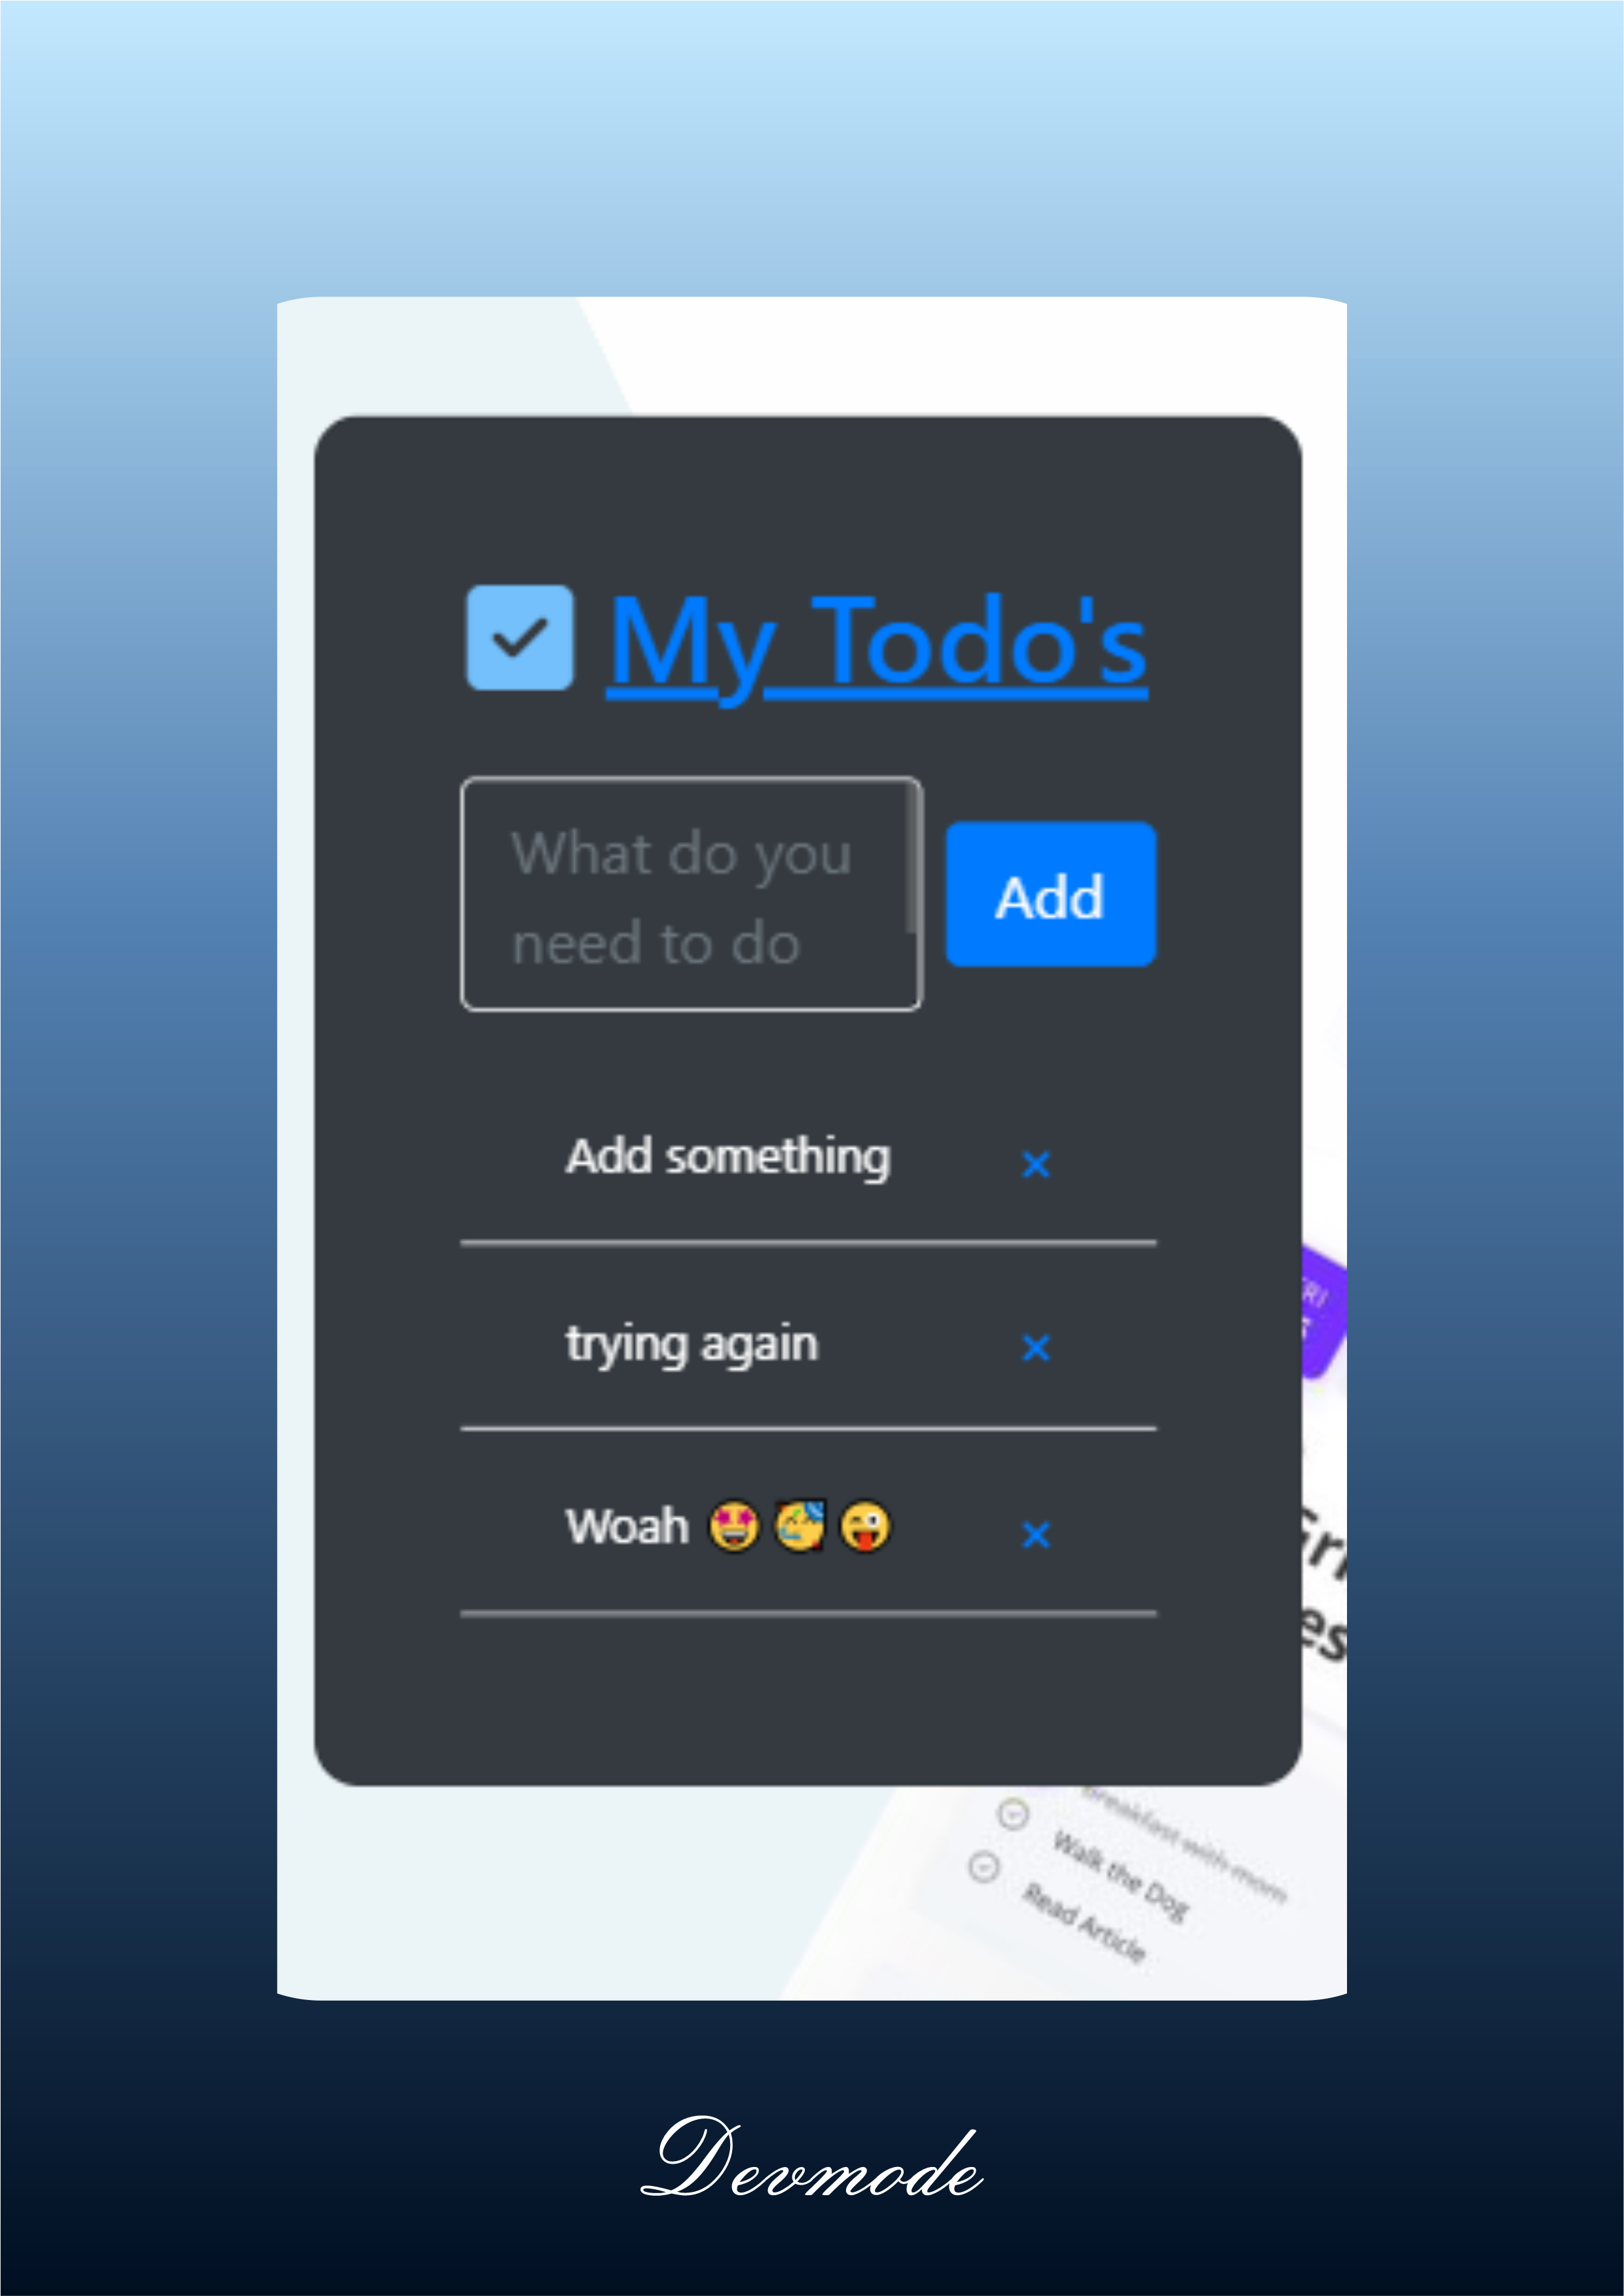 My Todo's
What do you
need to do
Add
Add something
×
trying again
×
Woah 🤩 🥳 😜
×
Breakfast with mom
Walk the Dog
Read Article
Devmode